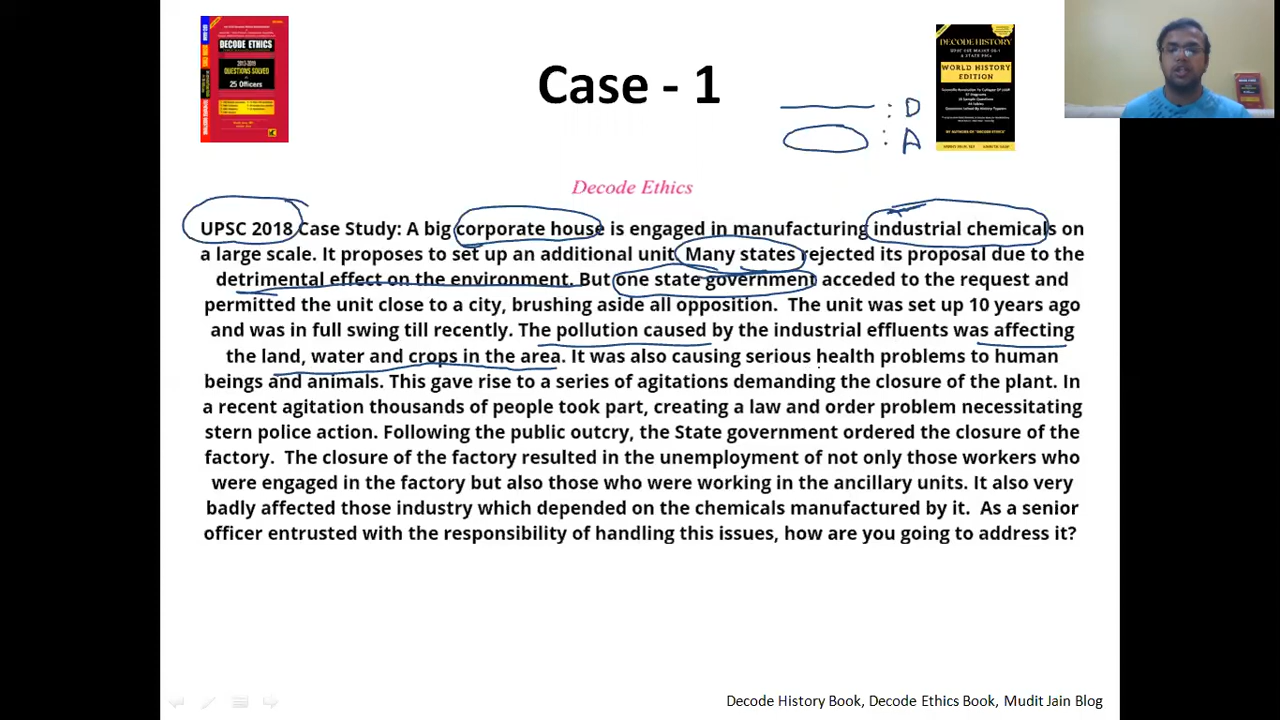 DECODE ETHICS
2013-2019
QUESTIONS SOLVED
25 Officers
Case - 1
: D
: A
DECODE HISTORY
WORLD HISTORY
EDITION
Decode Ethics
UPSC 2018 Case Study: A big corporate house is engaged in manufacturing industrial chemicals on
a large scale. It proposes to set up an additional unit. Many states rejected its proposal due to the
detrimental effect on the environment. But one state government acceded to the request and
permitted the unit close to a city, brushing aside all opposition. The unit was set up 10 years ago
and was in full swing till recently. The pollution caused by the industrial effluents was affecting
the land, water and crops in the area. It was also causing serious health problems to human
beings and animals. This gave rise to a series of agitations demanding the closure of the plant. In
a recent agitation thousands of people took part, creating a law and order problem necessitating
stern police action. Following the public outcry, the State government ordered the closure of the
factory. The closure of the factory resulted in the unemployment of not only those workers who
were engaged in the factory but also those who were working in the ancillary units. It also very
badly affected those industry which depended on the chemicals manufactured by it. As a senior
officer entrusted with the responsibility of handling this issues, how are you going to address it?
Decode History Book, Decode Ethics Book, Mudit Jain Blog